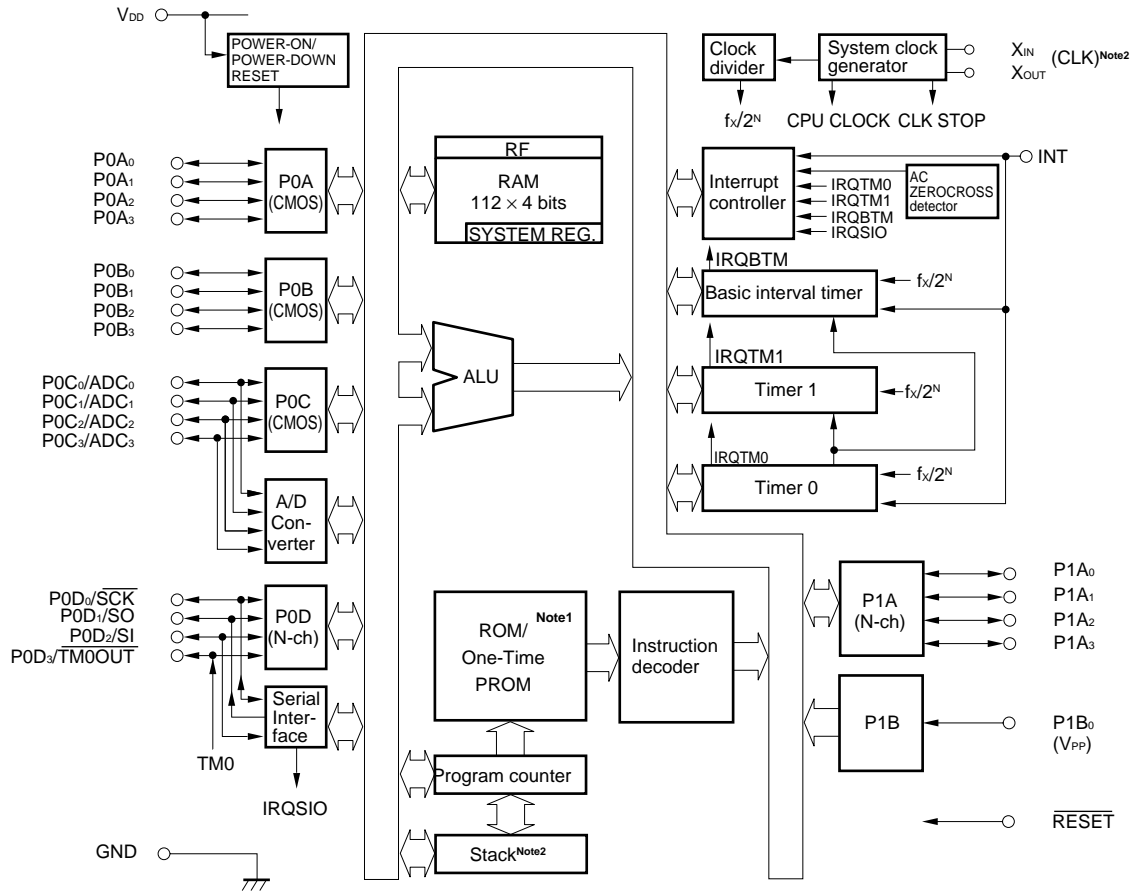 VDD
POWER-ON/
POWER-DOWN
RESET
P0A0
P0A1
P0A2
P0A3
P0A
(CMOS)
P0B0
P0B1
P0B2
P0B3
P0B
(CMOS)
P0C0/ADC0
P0C1/ADC1
P0C2/ADC2
P0C3/ADC3
P0C
(CMOS)
A/D
Con-
verter
P0D0/SCK
P0D1/SO
P0D2/SI
P0D3/TM0OUT
P0D
(N-ch)
Serial
Inter-
face
TM0
IRQSIO
GND
RF
RAM
112 × 4 bits
SYSTEM REG.
ALU
ROM/
One-Time
PROM
Note1
Instruction
decoder
Program counter
StackNote2
Clock
divider
System clock
generator
XIN
XOUT
(CLK)Note2
fX/2N
CPU CLOCK
CLK STOP
INT
Interrupt
controller
AC
ZEROCROSS
detector
IRQTM0
IRQTM1
IRQBTM
IRQSIO
IRQBTM
Basic interval timer
fX/2N
IRQTM1
Timer 1
fX/2N
IRQTM0
Timer 0
fX/2N
P1A
(N-ch)
P1A0
P1A1
P1A2
P1A3
P1B
P1B0
(VPP)
RESET